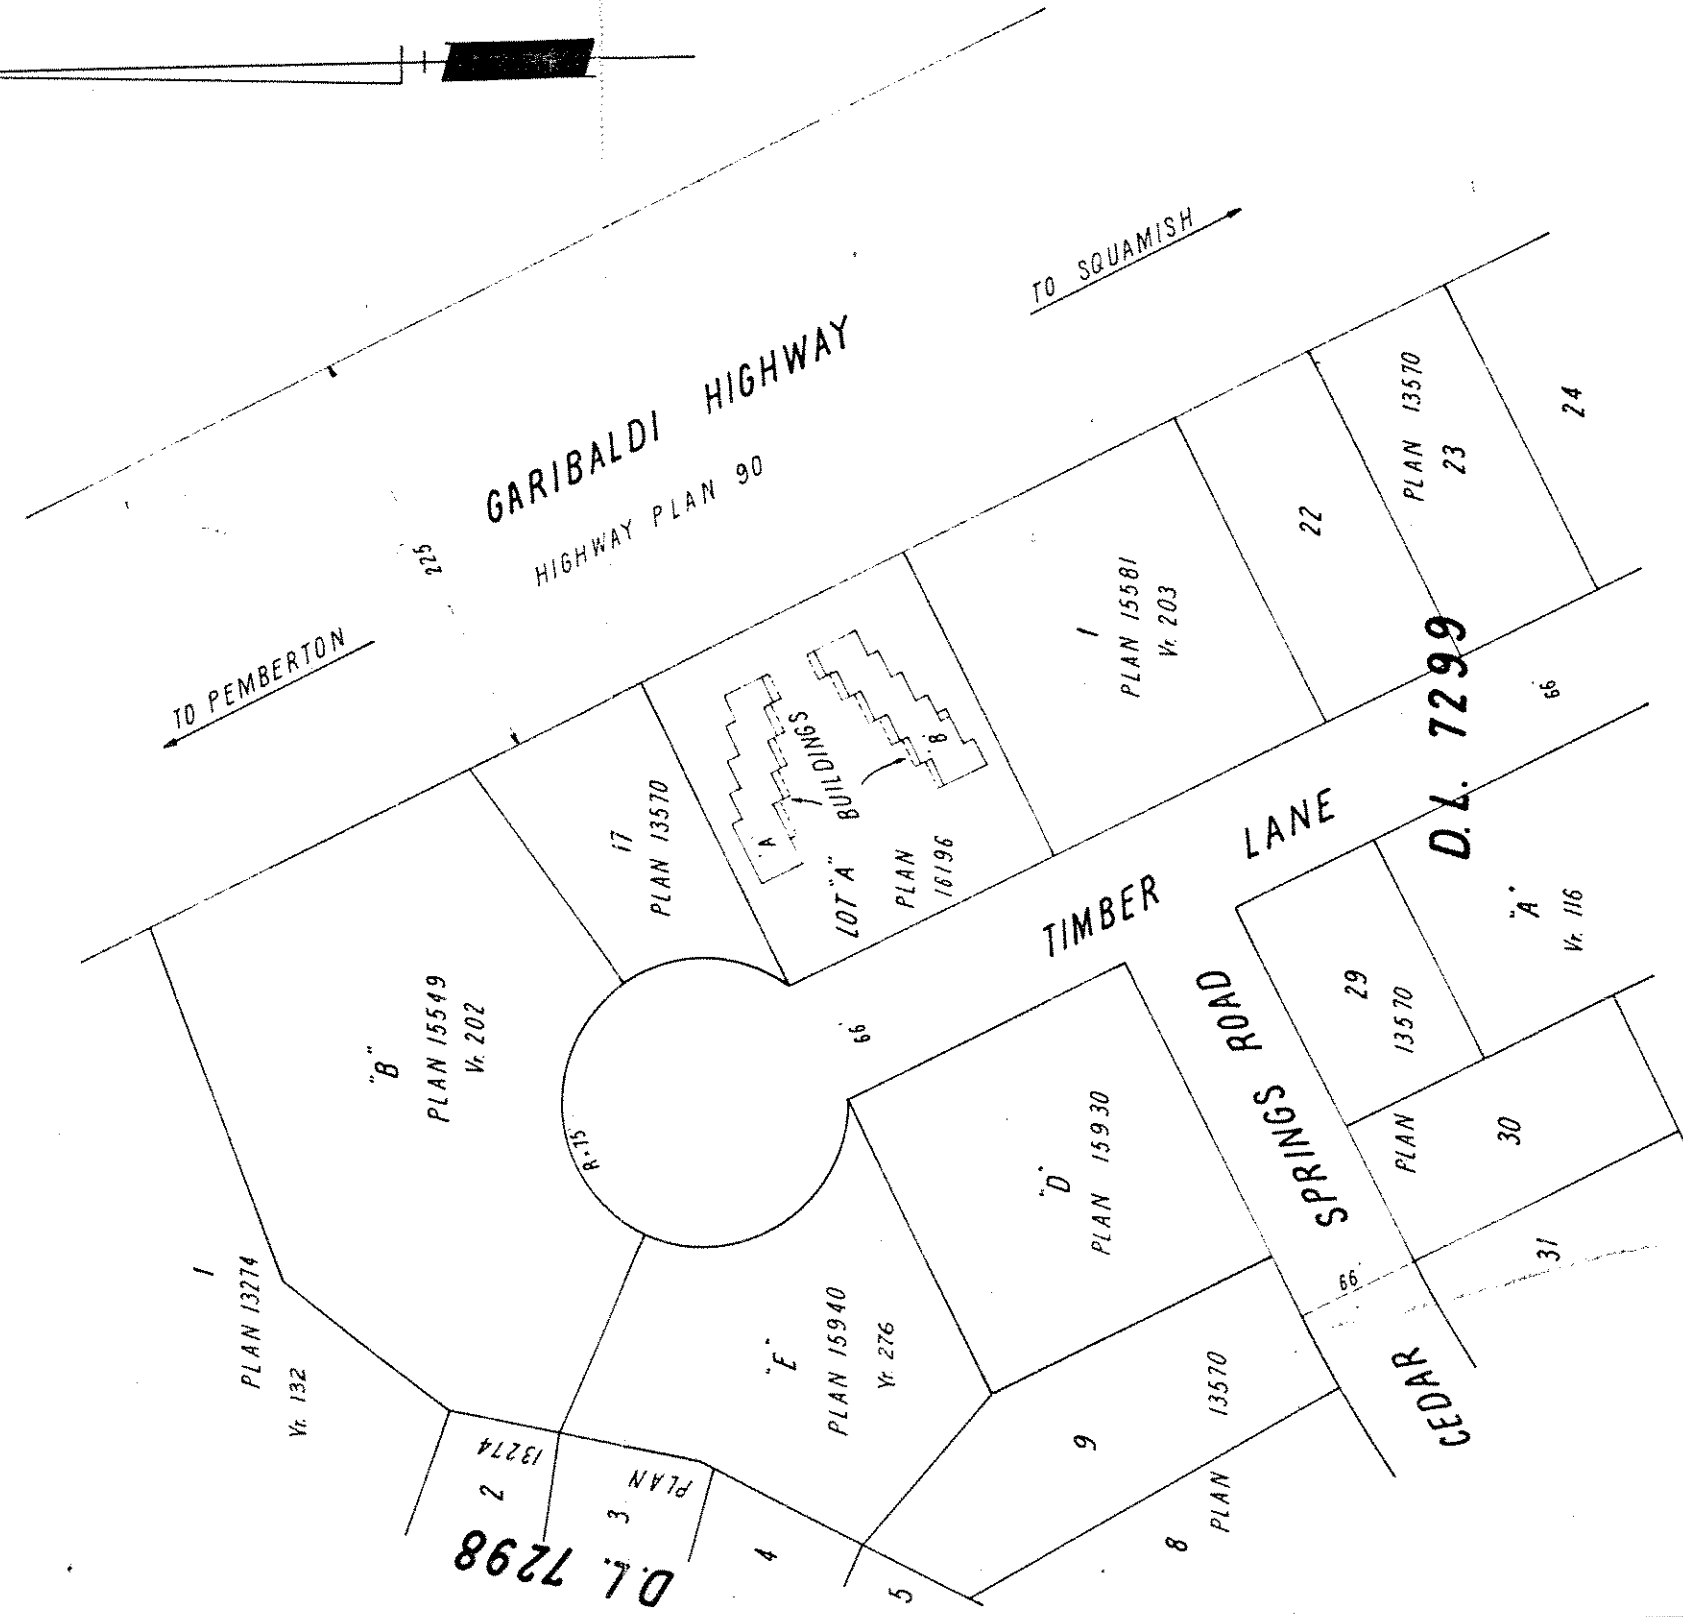 TO SQUAMISH
GARIBALDI HIGHWAY
HIGHWAY PLAN 90
225
TO PEMBERTON
24
PLAN 13570
23
22
1
PLAN 15581
Vr. 203
BUILDINGS
"A"
"B"
LOT "A"
PLAN
16196
17
PLAN 13570
"B"
PLAN 15549
Vr. 202
R=75'
66'
TIMBER LANE
D.L. 7299
66'
"A"
Vr. 116
29
PLAN 13570
30
31
CEDAR SPRINGS ROAD
66'
"D"
PLAN 15930
"E"
PLAN 15940
Vr. 276
1
PLAN 13274
Vr. 132
2
3
PLAN 13274
4
5
D.L. 7298
9
8
PLAN 13570